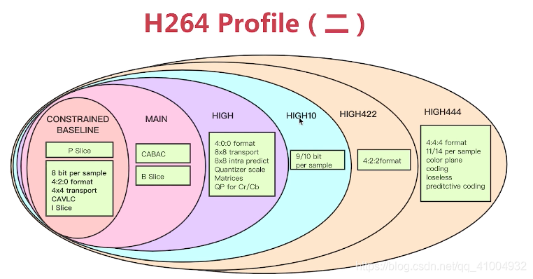 H264 Profile ( 二 )
CONSTRAINED
BASELINE
P Slice
8 bit per sample
4:2:0 format
4x4 transport
CAVLC
I Slice
MAIN
CABAC
B Slice
HIGH
4:0:0 format
8x8 transport
8x8 intra predict
Quantizer scale
Matrices
QP for Cr/Cb
HIGH10
9/10 bit
per sample
HIGH422
4:2:2format
HIGH444
4:4:4 format
11/14 per sample
color plane
coding
loseless
preditctive coding
https://blog.csdn.net/qq_41004932